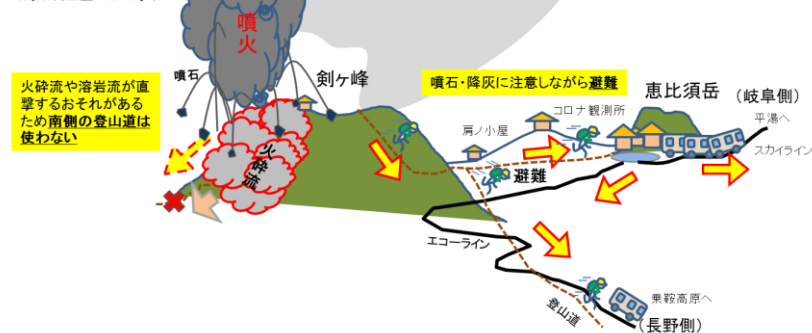 噴火
噴石
剣ヶ峰
火砕流や溶岩流が直
撃するおそれがある
ため南側の登山道は
使わない
火砕流
噴石・降灰に注意しながら避難
恵比須岳
(岐阜側)
平湯へ
スカイライン
コロナ観測所
肩ノ小屋
避難
エコーライン
登山道
乗鞍高原へ
(長野側)